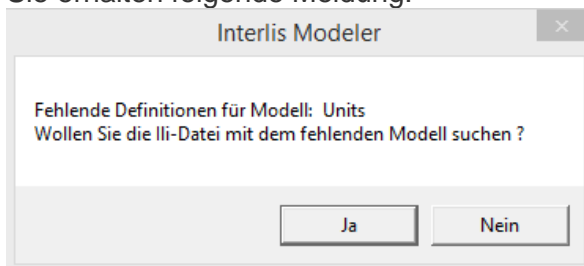 Sie erhalten folgende Meldung:
Interlis Modeler
Fehlende Definitionen für Modell: Units
Wollen Sie die Ili-Datei mit dem fehlenden Modell suchen ?
Ja
Nein